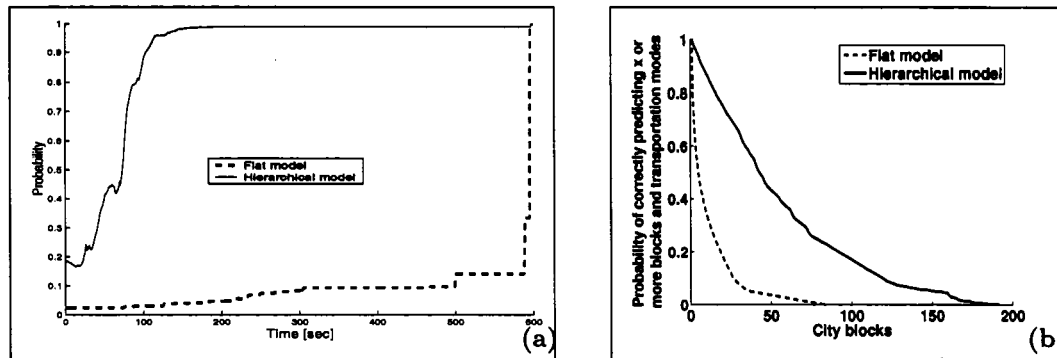 1
0.9
0.8
0.7
0.6
0.5
0.4
0.3
0.2
0.1
0
Probability
Flat model
Hierarchical model
0
100
200
300
400
500
600
Time [sec]
(a)
Probability of correctly predicting x or
more blocks and transportation modes
1
0.8
0.6
0.4
0.2
0
Flat model
Hierarchical model
0
50
100
150
200
City blocks
(b